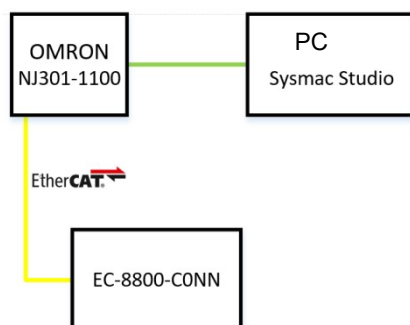 OMRON
NJ301-1100
PC
Sysmac Studio
EtherCAT®
EC-8800-C0NN